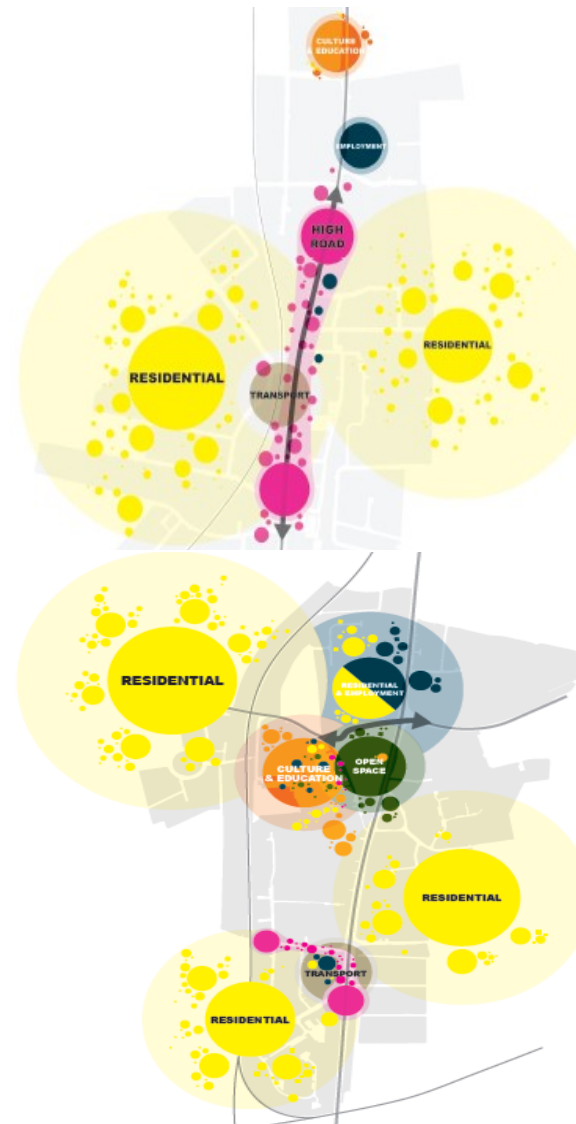 CULTURE
& EDUCATION
EMPLOYMENT
HIGH
ROAD
RESIDENTIAL
RESIDENTIAL
TRANSPORT
RESIDENTIAL
RESIDENTIAL
& EMPLOYMENT
CULTURE
& EDUCATION
OPEN
SPACE
RESIDENTIAL
TRANSPORT
RESIDENTIAL